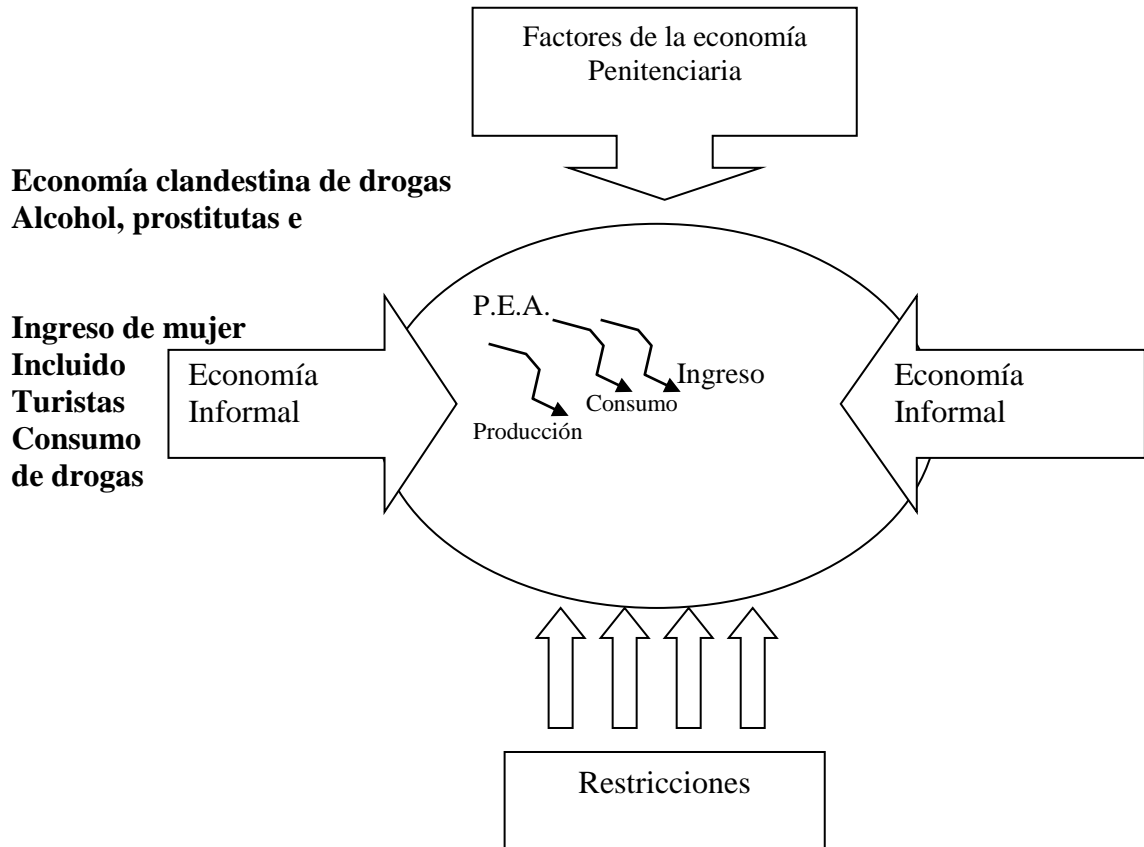 Factores de la economía
Penitenciaria
Economía clandestina de drogas
Alcohol, prostitutas e
Ingreso de mujer
Incluido
Turistas
Consumo
de drogas
Economía
Informal
P.E.A.
Ingreso
Consumo
Producción
Economía
Informal
Restricciones